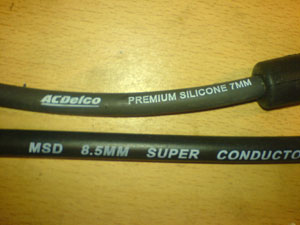 ACDelco PREMIUM SILICONE 7MM
MSD 8.5MM SUPER CONDUCTO